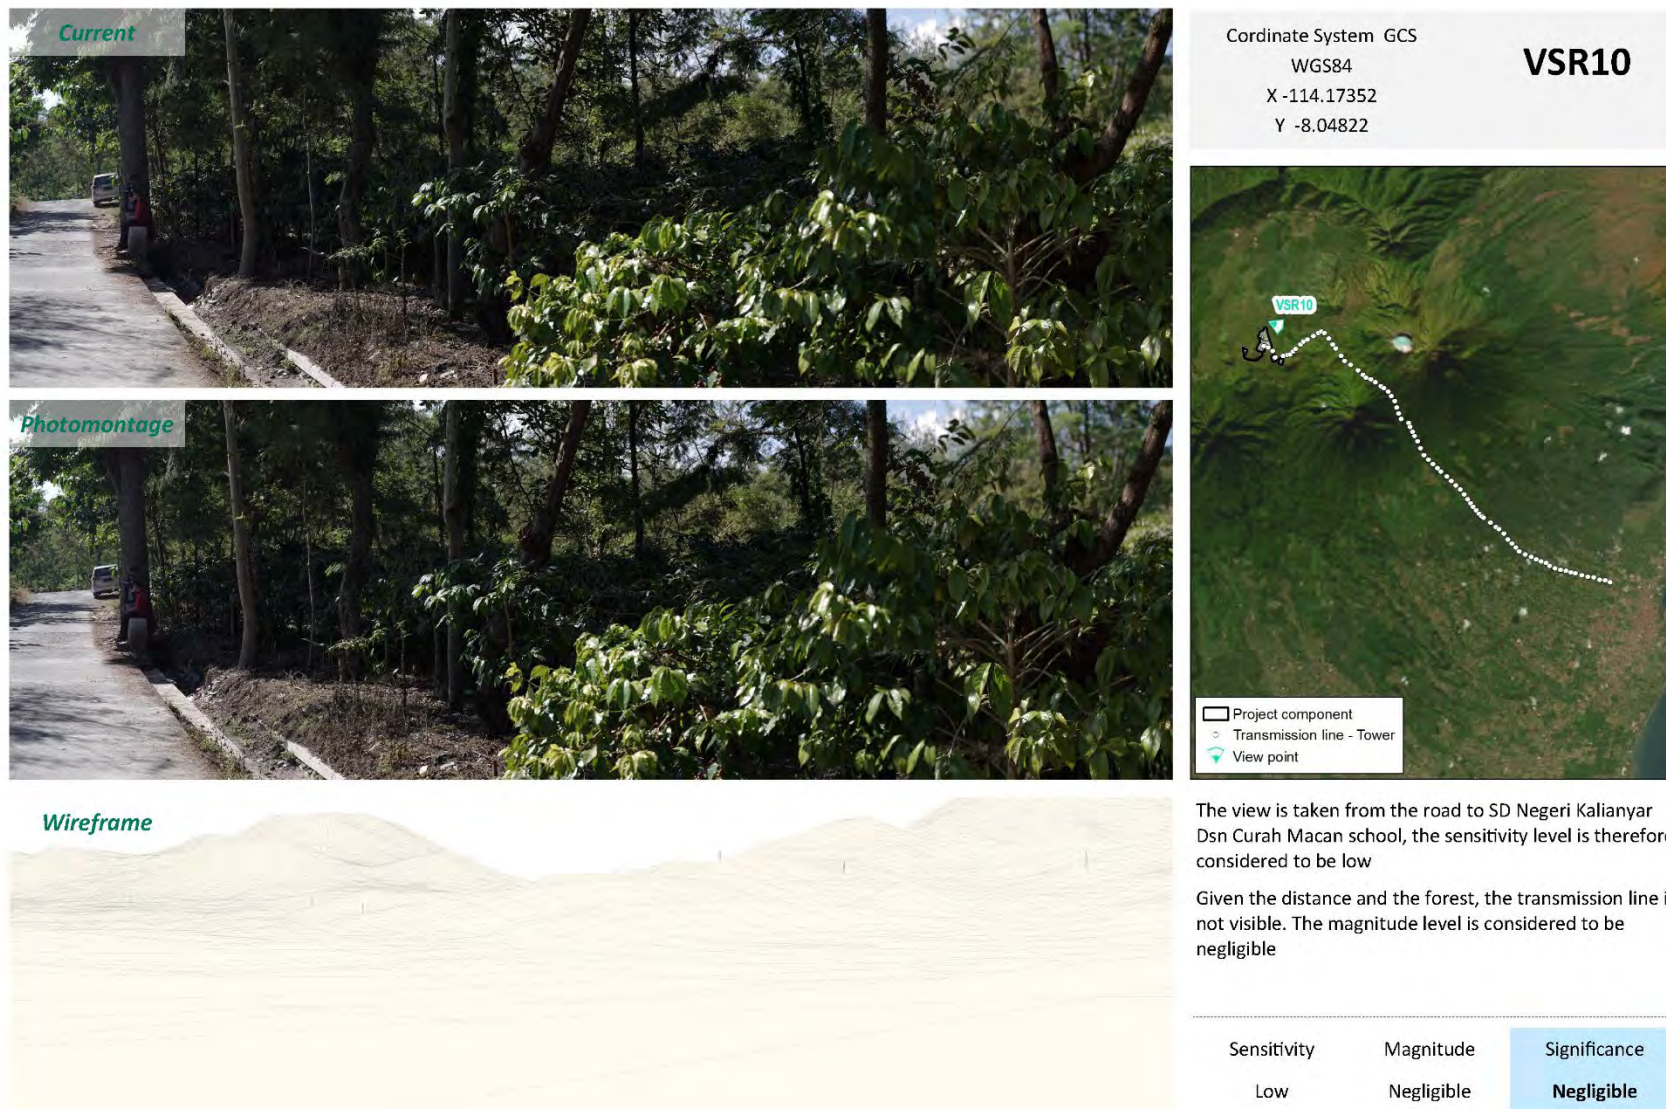 Current
Cordinate System GCS
WGS84
X -114.17352
Y -8.04822
VSR10
VSR10
Photomontage
Project component
Transmission line - Tower
View point
Wireframe
The view is taken from the road to SD Negeri Kalianyar
Dsn Curah Macan school, the sensitivity level is therefor
considered to be low
Given the distance and the forest, the transmission line i
not visible. The magnitude level is considered to be
negligible
Sensitivity Magnitude Significance
Low Negligible Negligible